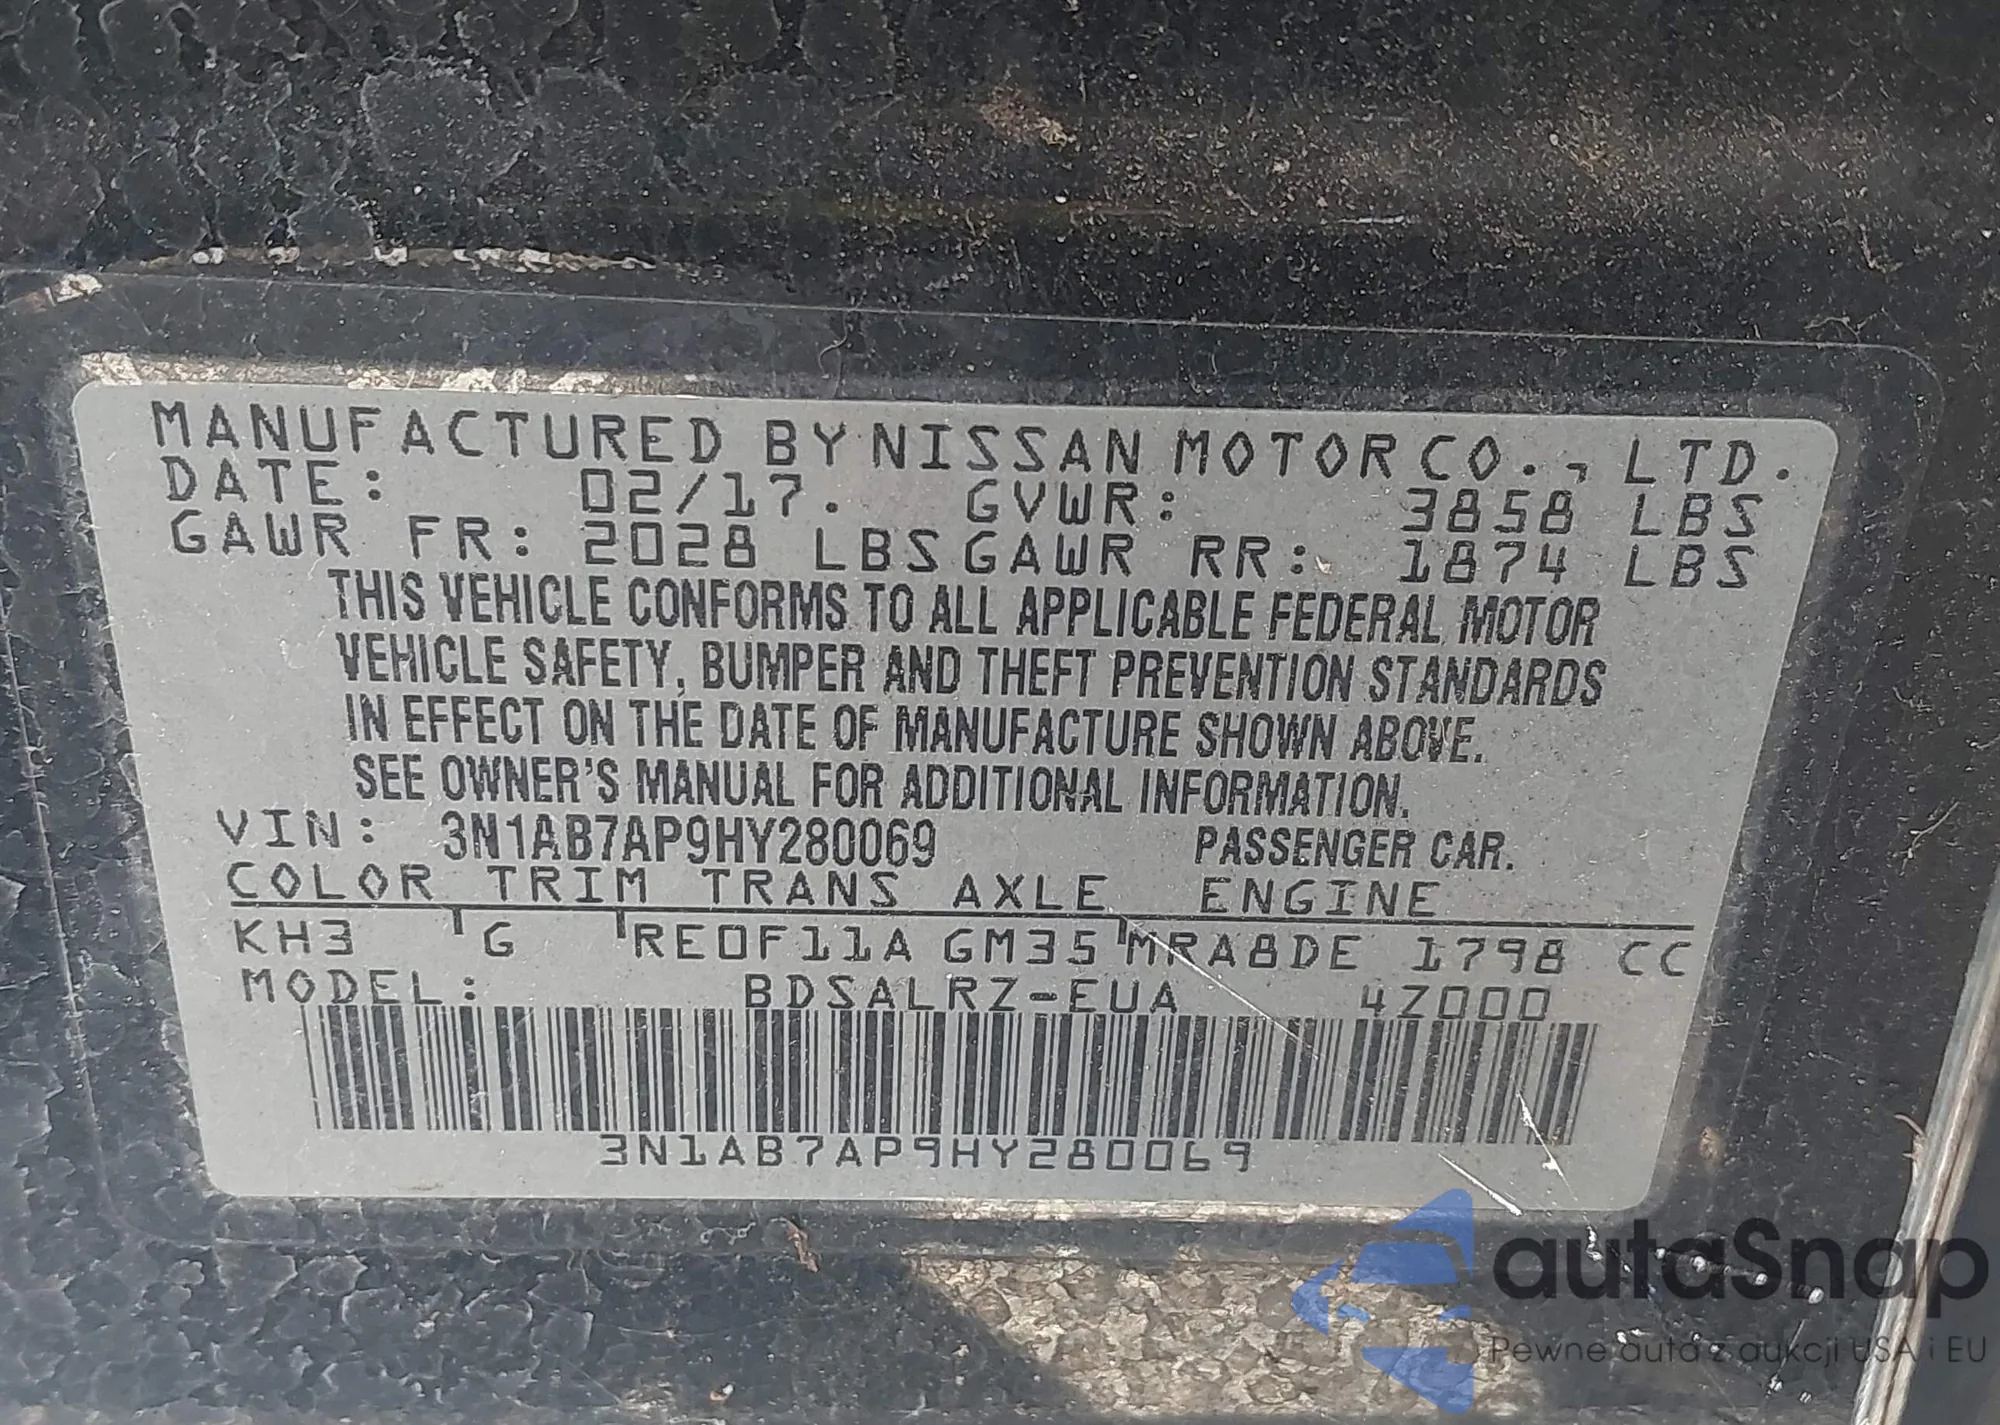 MANUFACTURED BY NISSAN MOTOR CO., LTD.
DATE: 02/17. GVWR: 3858 LBS
GAWR FR: 2028 LBS GAWR RR: 1874 LBS
THIS VEHICLE CONFORMS TO ALL APPLICABLE FEDERAL MOTOR
VEHICLE SAFETY, BUMPER AND THEFT PREVENTION STANDARDS
IN EFFECT ON THE DATE OF MANUFACTURE SHOWN ABOVE.
SEE OWNER'S MANUAL FOR ADDITIONAL INFORMATION.
VIN: 3N1AB7AP9HY280069 PASSENGER CAR.
COLOR TRIM TRANS AXLE ENGINE
KH3 G RE0F11A GM35 MRA8DE 1798 CC
MODEL: BDSALRZ-EUA 4Z000
3N1AB7AP9HY280069
autaSnap
Pewne auta z aukcji USA i EU